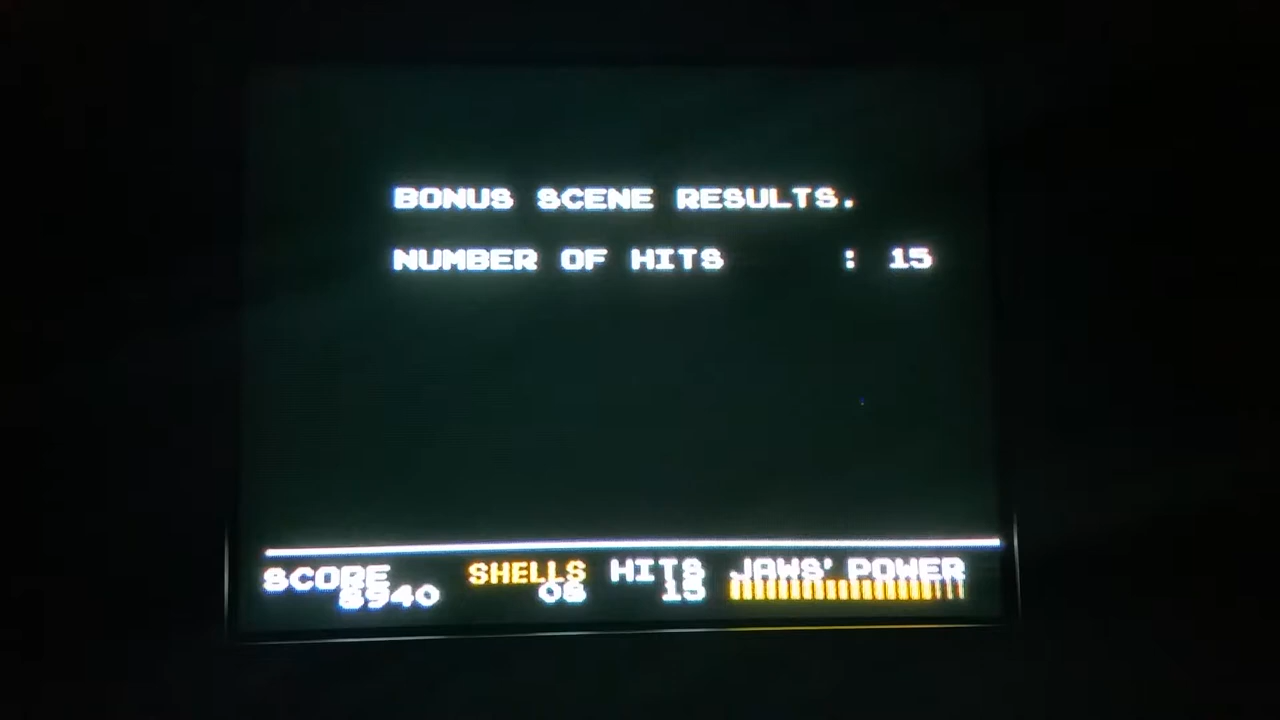 BONUS SCENE RESULTS.
NUMBER OF HITS : 15
SCORE SHELLS HITS JAWS' POWER
8940 08 15